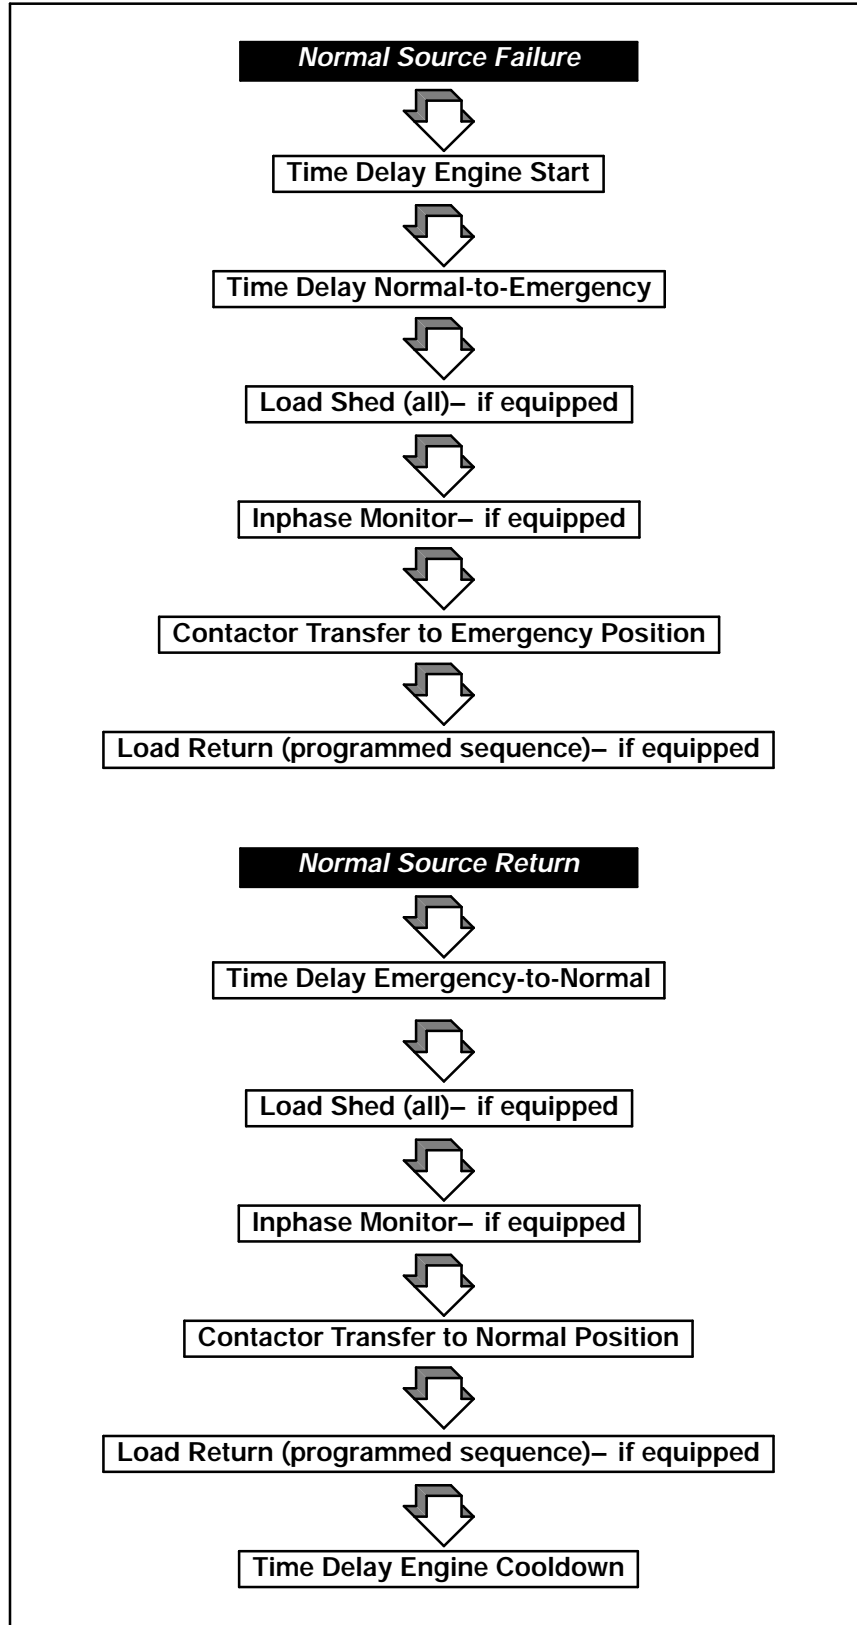 Normal Source Failure
Time Delay Engine Start
Time Delay Normal-to-Emergency
Load Shed (all)– if equipped
Inphase Monitor– if equipped
Contactor Transfer to Emergency Position
Load Return (programmed sequence)– if equipped
Normal Source Return
Time Delay Emergency-to-Normal
Load Shed (all)– if equipped
Inphase Monitor– if equipped
Contactor Transfer to Normal Position
Load Return (programmed sequence)– if equipped
Time Delay Engine Cooldown